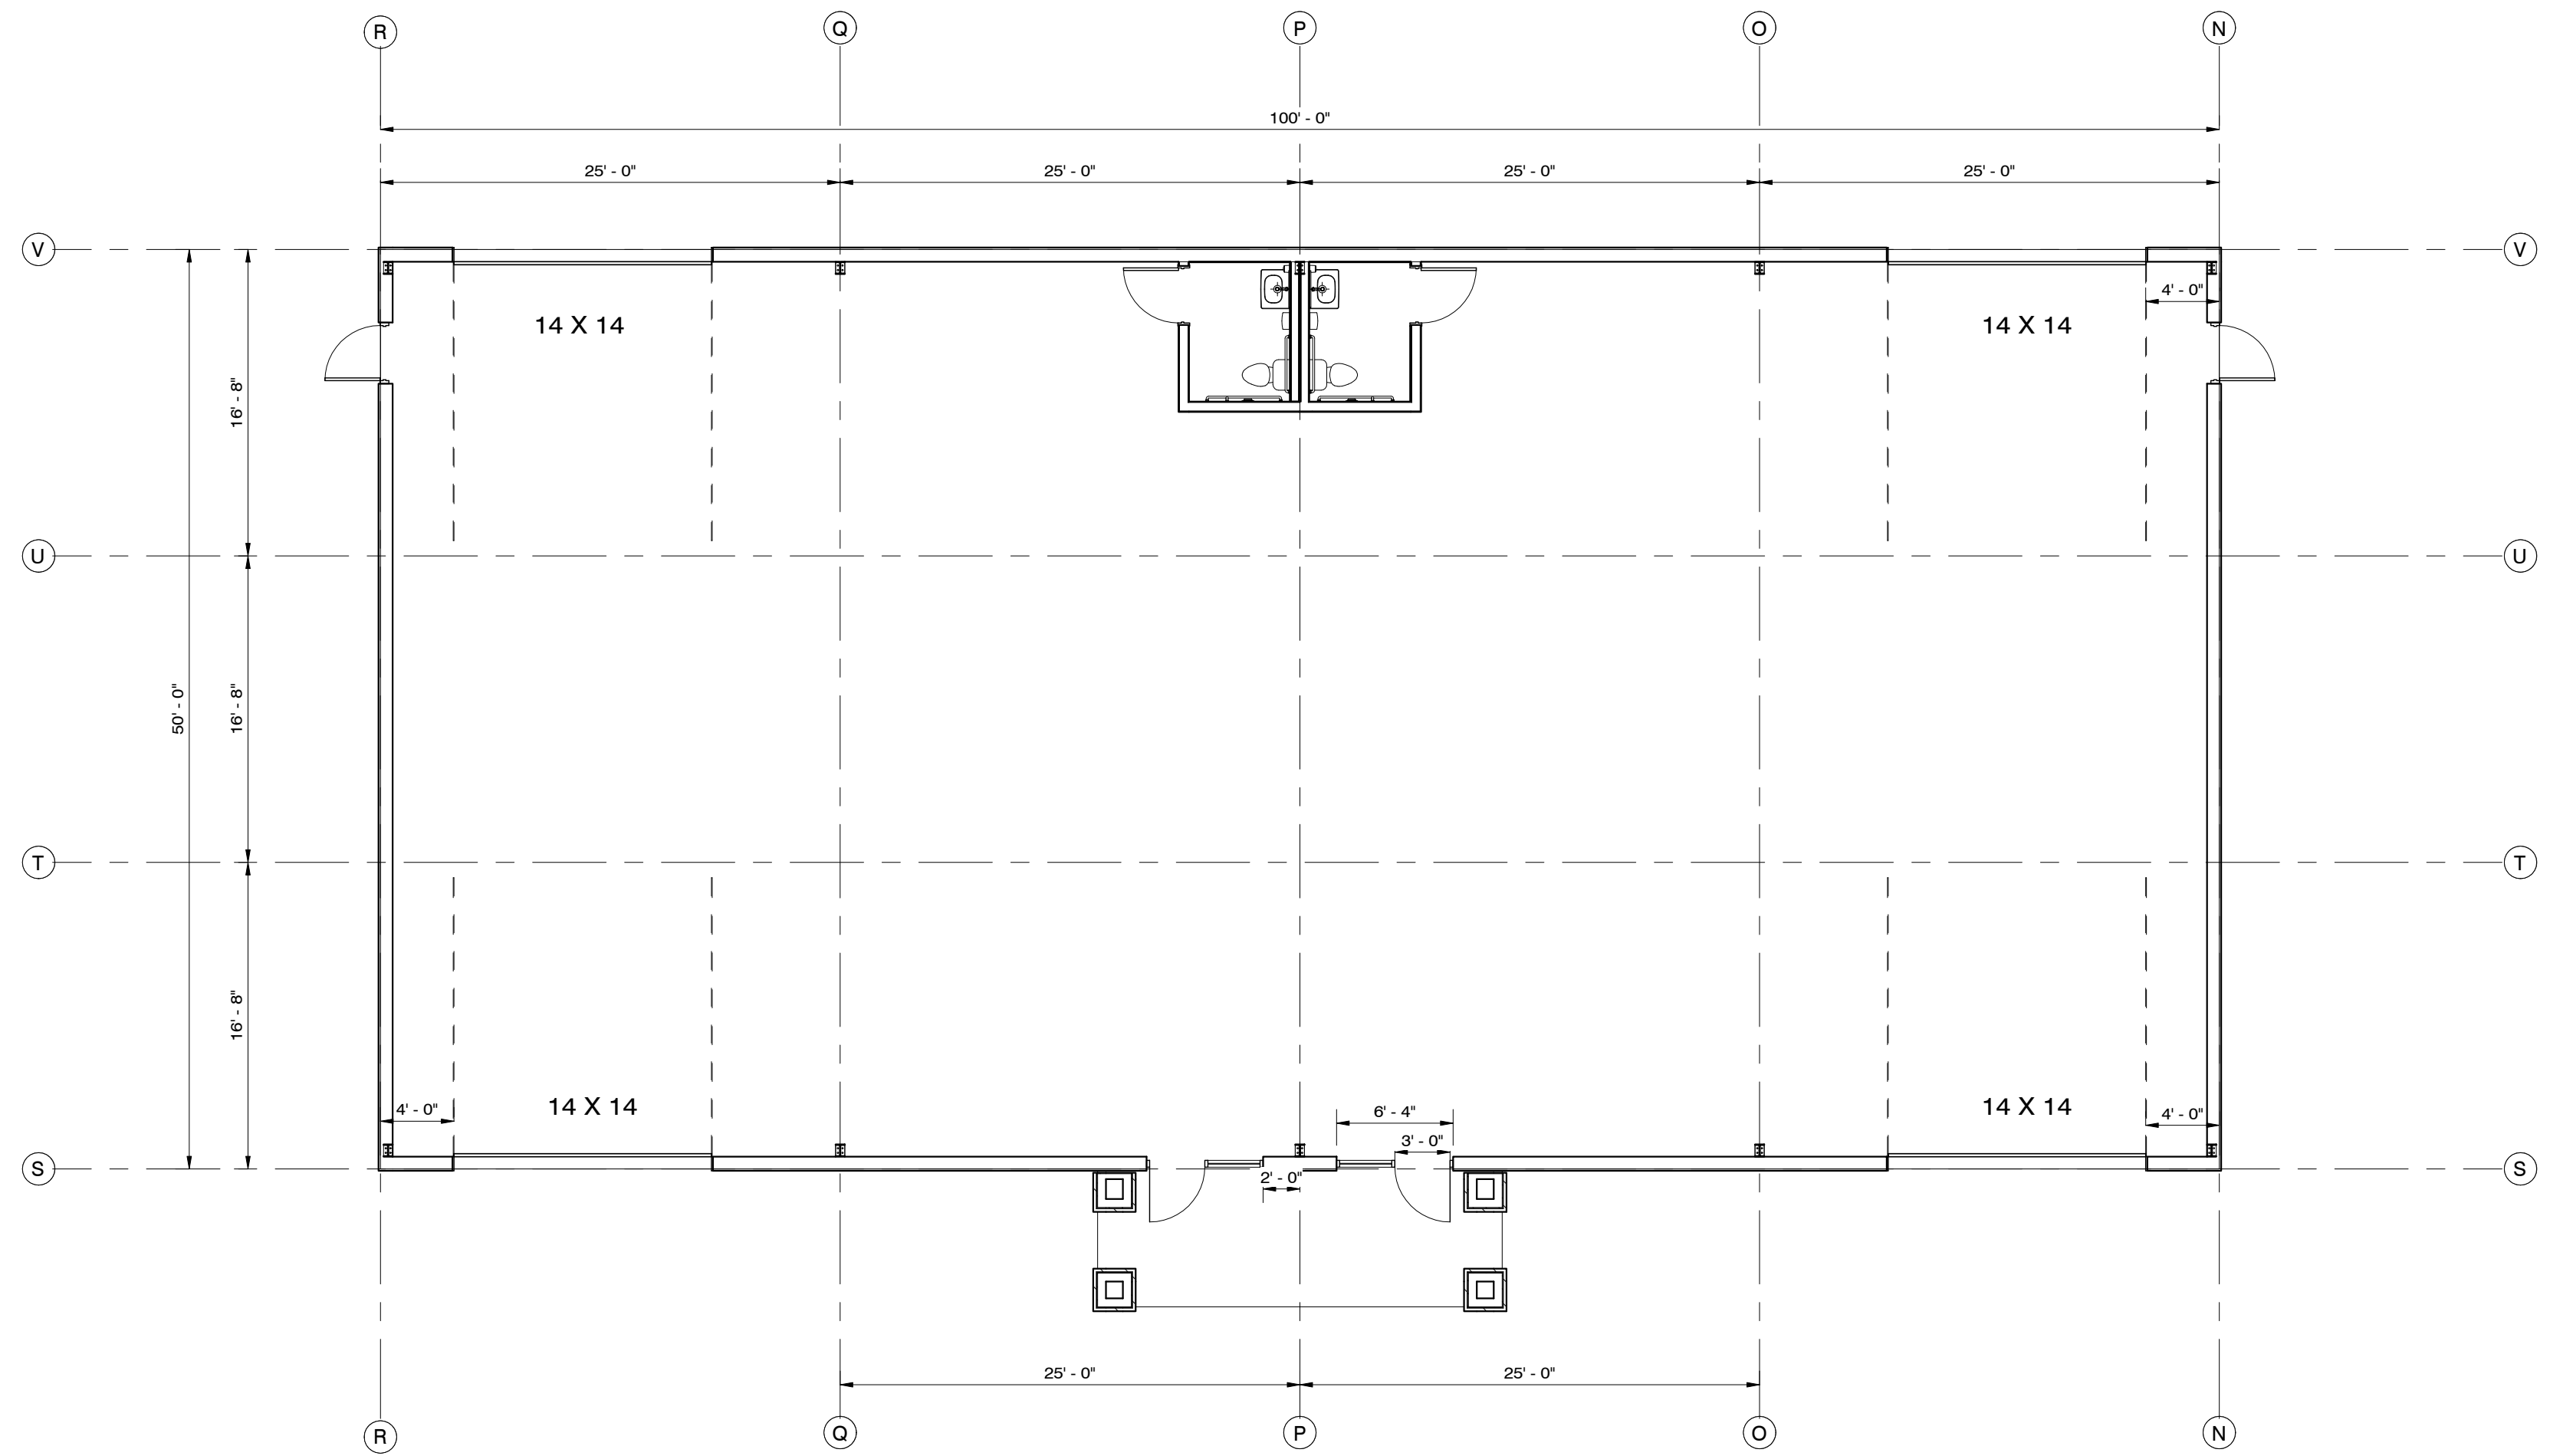 R Q P O N
100' - 0"
25' - 0" 25' - 0" 25' - 0" 25' - 0"
V V
4' - 0"
14 X 14 14 X 14
16' - 8"
U U
50' - 0"
16' - 8"
T T
16' - 8"
14 X 14 14 X 14
4' - 0" 6' - 4" 4' - 0"
3' - 0"
S S
2' - 0"
25' - 0" 25' - 0"
R Q P O N